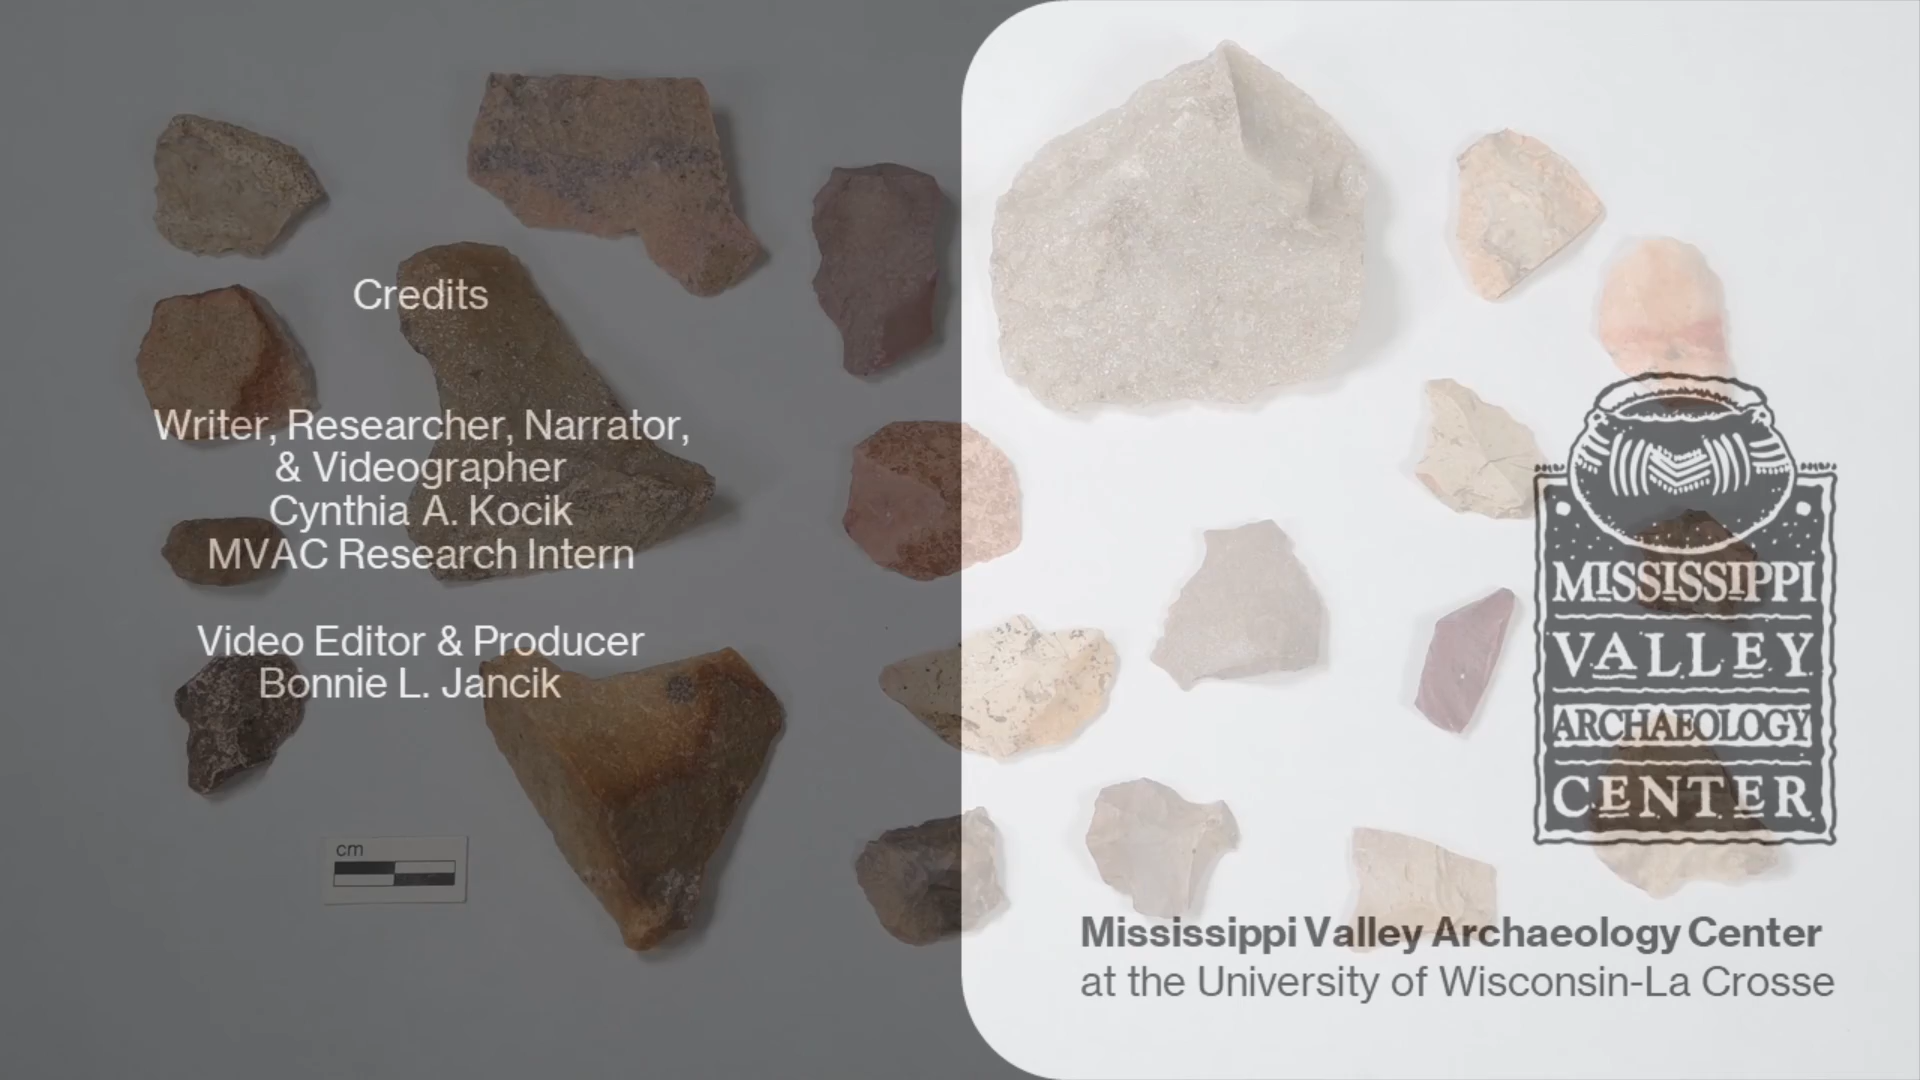 Credits
Writer, Researcher, Narrator,
& Videographer
Cynthia A. Kocik
MVAC Research Intern
Video Editor & Producer
Bonnie L. Jancik
cm
MISSISSIPPI
VALLEY
ARCHAEOLOGY
CENTER
Mississippi Valley Archaeology Center
at the University of Wisconsin-La Crosse